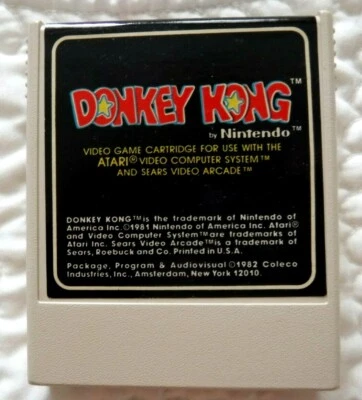 DONKEY KONG™
by Nintendo™
VIDEO GAME CARTRIDGE FOR USE WITH THE
ATARI® VIDEO COMPUTER SYSTEM™
AND SEARS VIDEO ARCADE™
DONKEY KONG™ is the trademark of Nintendo of
America Inc. ©1981 Nintendo of America Inc. Atari®
and Video Computer System™ are trademarks of
Atari Inc. Sears Video Arcade™ is a trademark of
Sears, Roebuck and Co. Printed in U.S.A.
Package, Program & Audiovisual ©1982 Coleco
Industries, Inc., Amsterdam, New York 12010.